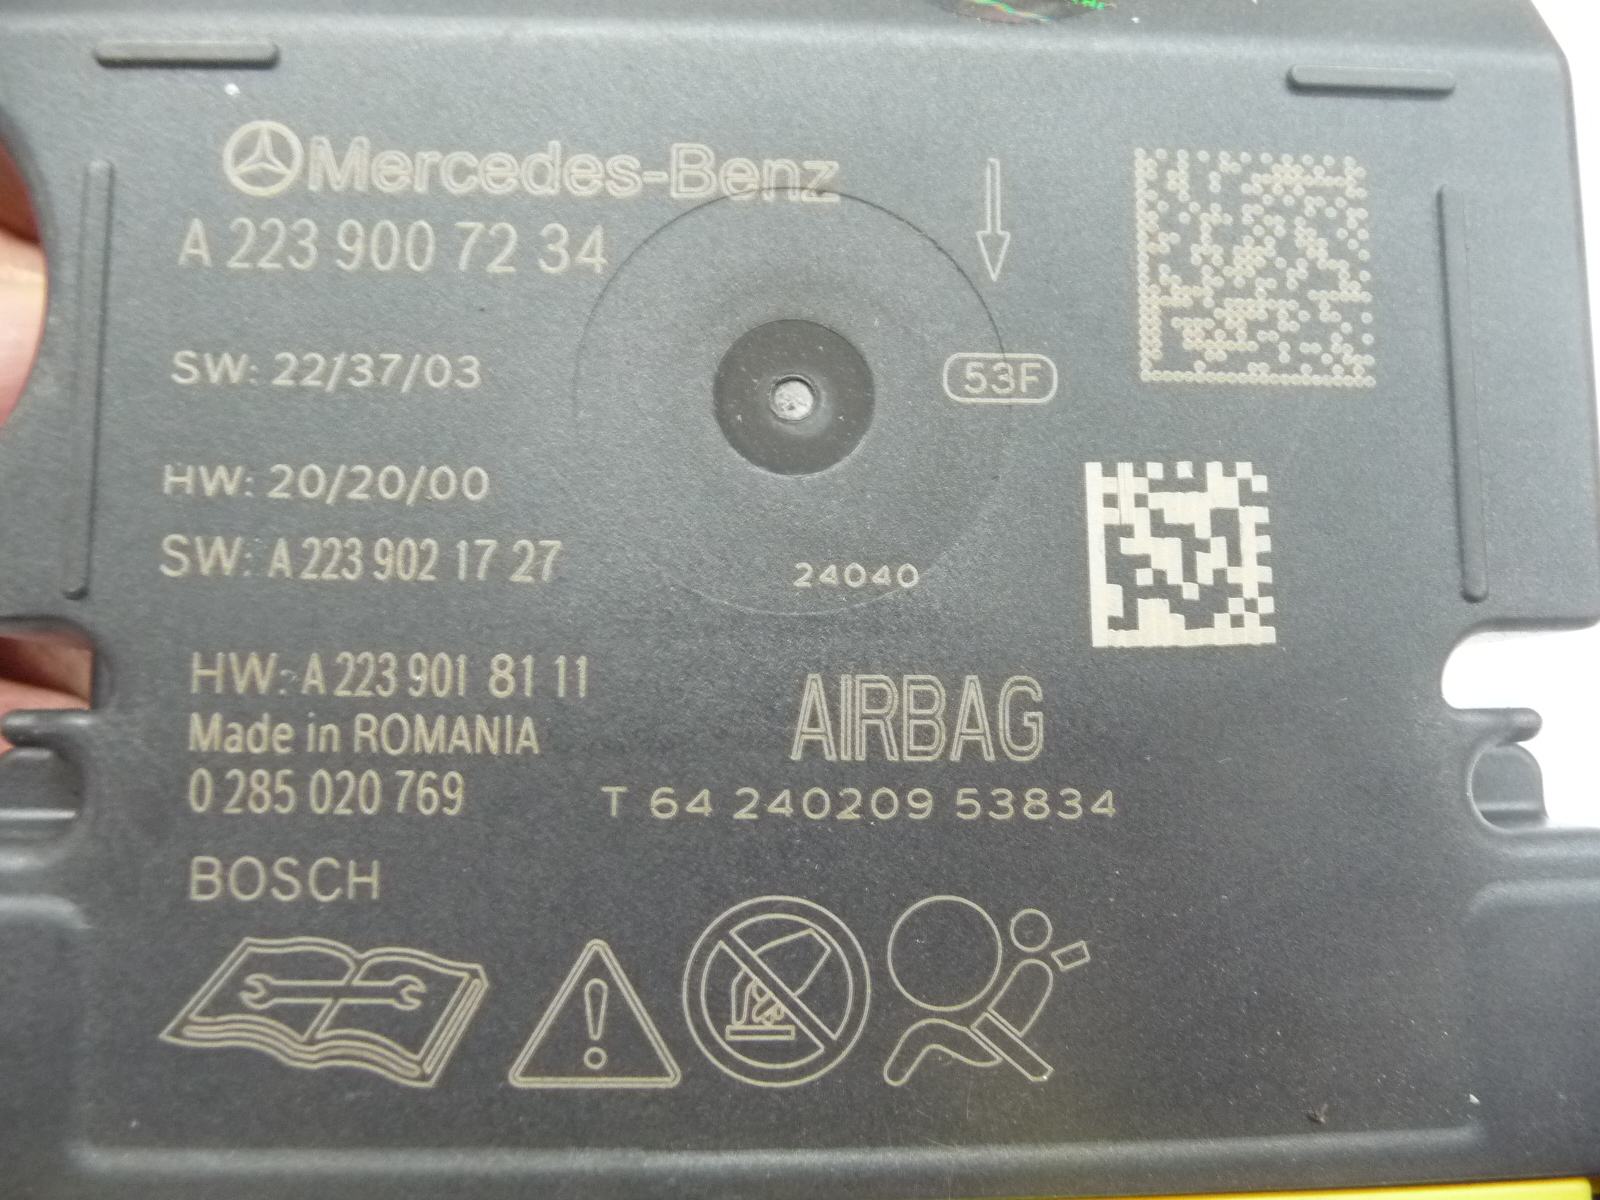 Mercedes-Benz
A 223 900 72 34
SW: 22/37/03
53F
HW: 20/20/00
SW: A 223 902 17 27
24040
HW: A 223 901 81 11
Made in ROMANIA
0 285 020 769
AIRBAG
T 64 240209 53834
BOSCH